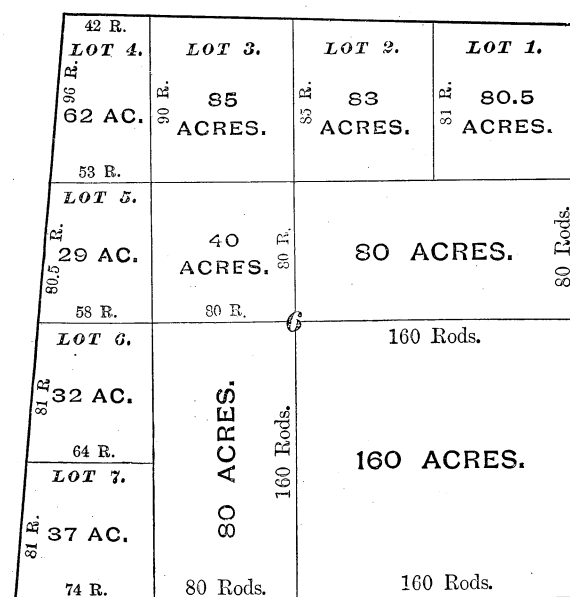 42 R.
LOT 4.
96 R.
62 AC.
53 R.
LOT 3.
90 R.
85
ACRES.
LOT 2.
85 R.
83
ACRES.
LOT 1.
81 R.
80.5
ACRES.
LOT 5.
80.5 R.
29 AC.
58 R.
40
ACRES.
80 R.
80 R.
80 ACRES.
80 Rods.
6
LOT 6.
81 R
32 AC.
64 R.
LOT 7.
81 R.
37 AC.
74 R.
80 ACRES.
160 Rods.
80 Rods.
160 Rods.
160 ACRES.
160 Rods.